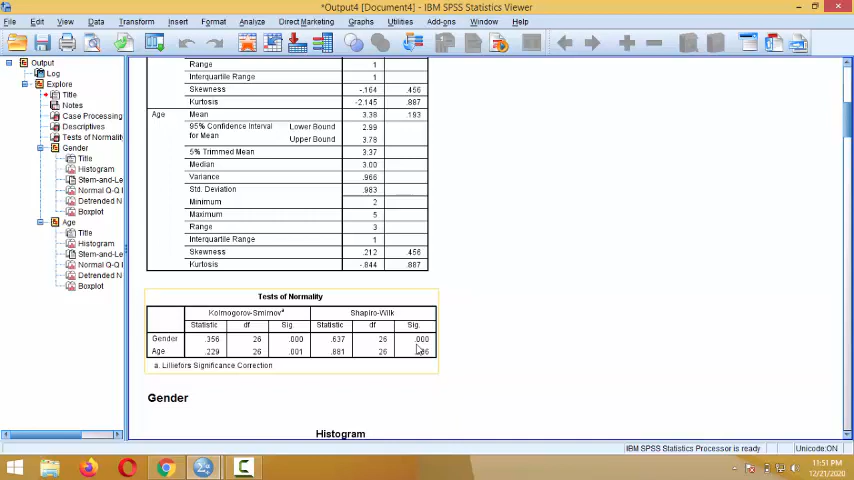 *Output4 [Document4] - IBM SPSS Statistics Viewer
File Edit View Data Transform Insert Format Analyze Direct Marketing Graphs Utilities Add-ons Window Help
Output
Log
Explore
Title
Notes
Case Processing
Descriptives
Tests of Normality
Gender
Title
Histogram
Stem-and-Le
Normal Q-Q
Detrended N
Boxplot
Age
Title
Histogram
Stem-and-Le
Normal Q-Q
Detrended N
Boxplot
Range 1
Interquartile Range 1
Skewness -.164 .456
Kurtosis -2.145 .887
Age Mean 3.38 .193
95% Confidence Interval for Mean Lower Bound 2.99
Upper Bound 3.78
5% Trimmed Mean 3.37
Median 3.00
Variance .966
Std. Deviation .983
Minimum 2
Maximum 5
Range 3
Interquartile Range 1
Skewness .212 .456
Kurtosis -.844 .887
Tests of Normality
Kolmogorov-Smirnovª Shapiro-Wilk
Statistic df Sig. Statistic df Sig.
Gender .356 26 .000 .637 26 .000
Age .229 26 .001 .881 26
a. Lilliefors Significance Correction
Gender
Histogram
IBM SPSS Statistics Processor is ready Unicode:ON
11:51 PM
12/21/2020